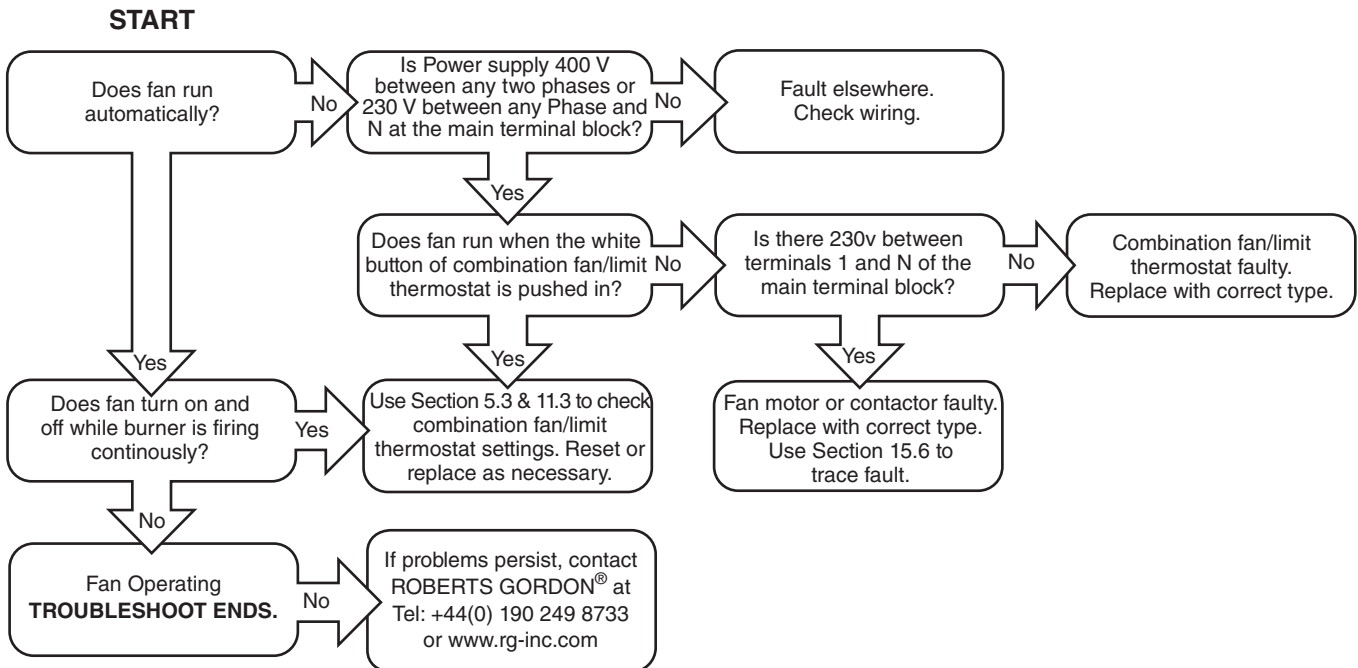 START
Does fan run
automatically?
No
Is Power supply 400 V
between any two phases or
230 V between any Phase and
N at the main terminal block?
No
Fault elsewhere.
Check wiring.
Yes
Does fan run when the white
button of combination fan/limit
thermostat is pushed in?
No
Is there 230v between
terminals 1 and N of the
main terminal block?
No
Combination fan/limit
thermostat faulty.
Replace with correct type.
Yes
Does fan turn on and
off while burner is firing
continously?
Yes
Yes
Use Section 5.3 & 11.3 to check
combination fan/limit
thermostat settings. Reset or
replace as necessary.
Yes
Fan motor or contactor faulty.
Replace with correct type.
Use Section 15.6 to
trace fault.
No
Fan Operating
TROUBLESHOOT ENDS.
No
If problems persist, contact
ROBERTS GORDON® at
Tel: +44(0) 190 249 8733
or www.rg-inc.com